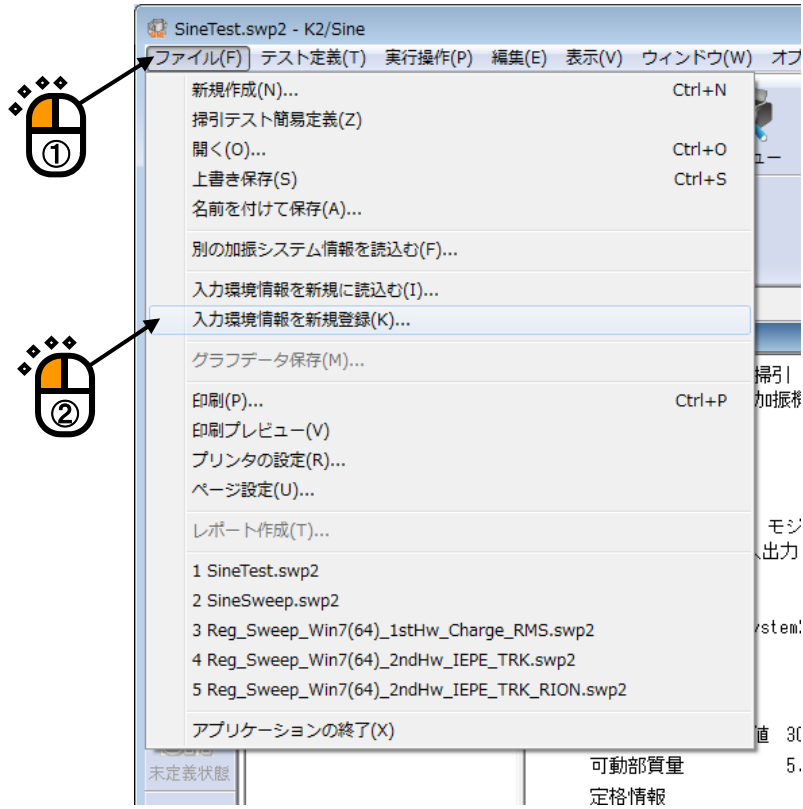 SineTest.swp2 - K2/Sine
ファイル(F) テスト定義(T) 実行操作(P) 編集(E) 表示(V) ウィンドウ(W) オプ
新規作成(N)... Ctrl+N
掃引テスト簡易定義(Z)
開く(O)... Ctrl+O
上書き保存(S) Ctrl+S
名前を付けて保存(A)...
別の加振システム情報を読込む(F)...
入力環境情報を新規に読込む(I)...
入力環境情報を新規登録(K)...
グラフデータ保存(M)...
印刷(P)... Ctrl+P
印刷プレビュー(V)
プリンタの設定(R)...
ページ設定(U)...
レポート作成(T)...
1 SineTest.swp2
2 SineSweep.swp2
3 Reg_Sweep_Win7(64)_1stHw_Charge_RMS.swp2
4 Reg_Sweep_Win7(64)_2ndHw_IEPE_TRK.swp2
5 Reg_Sweep_Win7(64)_2ndHw_IEPE_TRK_RION.swp2
アプリケーションの終了(X)
①
②
ュー
掃引
加振機
モジ
入出力
ystem2
値 30
未定義状態
可動部質量 5.
定格情報